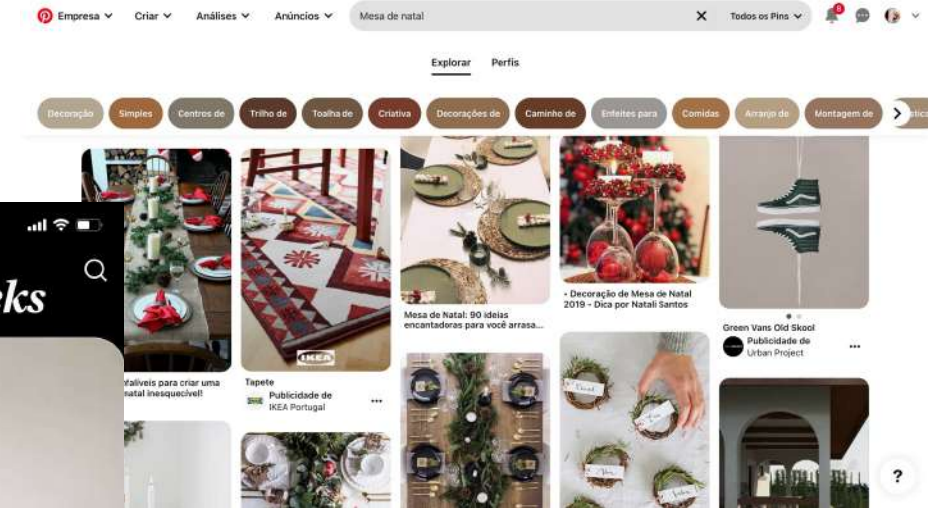 Empresa
Criar
Análises
Anúncios
Mesa de natal
Todos os Pins
8
Explorar
Perfis
Decoração
Simples
Centros de
Trilho de
Toalha de
Criativa
Decorações de
Caminho de
Enfeites para
Comidas
Arranjo de
Montagem de
falíveis para criar uma
natal inesquecível!
IKEA
Tapete
Publicidade de
IKEA Portugal
Mesa de Natal: 90 ideias
encantadoras para você arrasa...
• Decoração de Mesa de Natal
2019 - Dica por Natali Santos
Green Vans Old Skool
Publicidade de
Urban Project
?